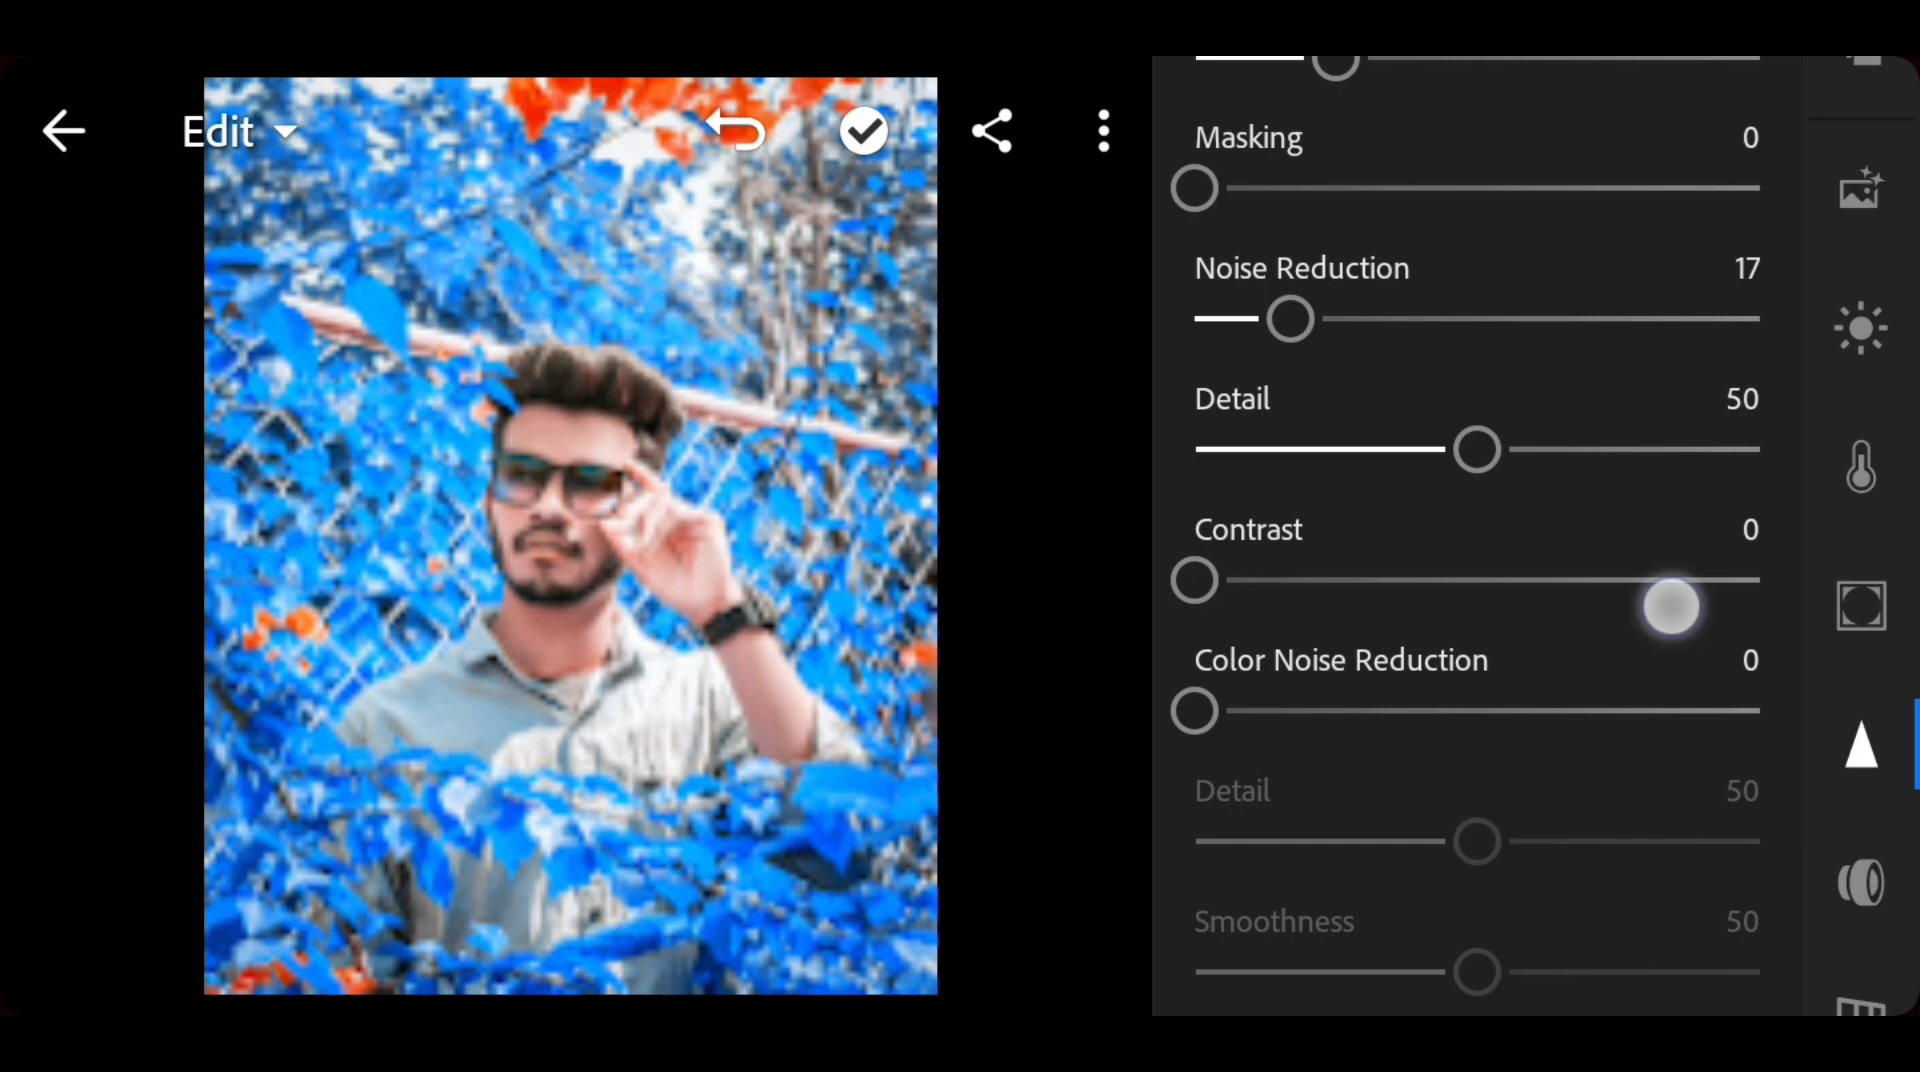 Edit
Masking 0
Noise Reduction 17
Detail 50
Contrast 0
Color Noise Reduction 0
Detail 50
Smoothness 50